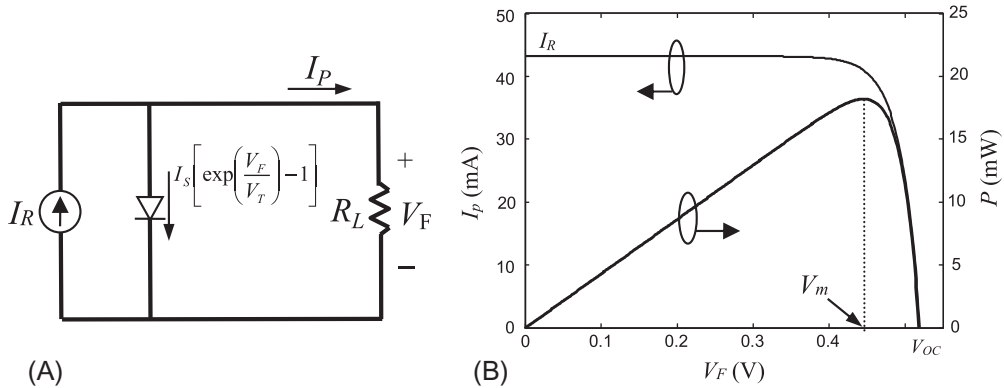 I_P
I_S[exp(V_F/V_T)−1]
I_R
R_L
+
V_F
−
(A)
50
40
30
20
10
0
I_p (mA)
I_R
25
20
15
10
5
0
P (mW)
V_m
0
0.1
0.2
0.3
0.4
V_OC
V_F (V)
(B)